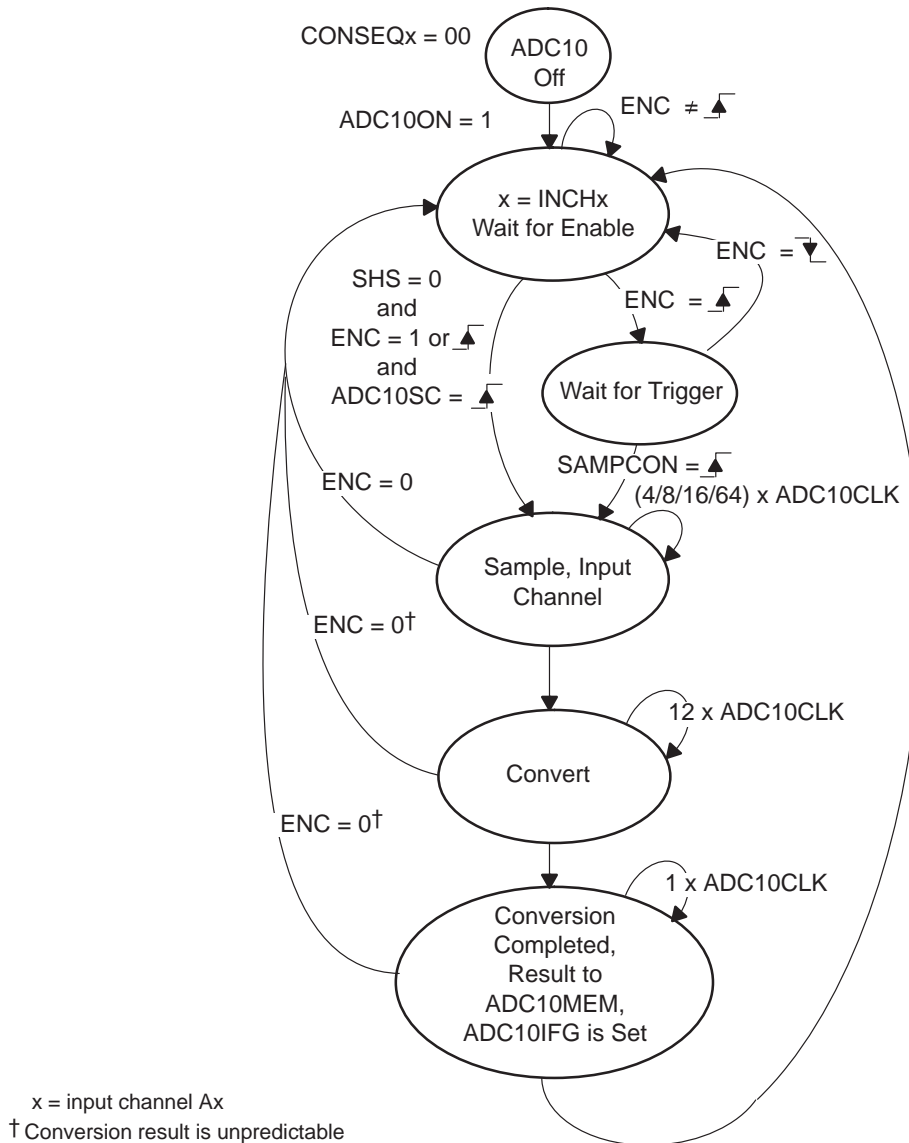 CONSEQx = 00
ADC10
Off
ADC10ON = 1
ENC ≠
x = INCHx
Wait for Enable
ENC =
SHS = 0
and
ENC = 1 or
and
ADC10SC =
ENC =
Wait for Trigger
SAMPCON =
(4/8/16/64) x ADC10CLK
ENC = 0
Sample, Input
Channel
ENC = 0†
12 x ADC10CLK
Convert
ENC = 0†
1 x ADC10CLK
Conversion
Completed,
Result to
ADC10MEM,
ADC10IFG is Set
x = input channel Ax
† Conversion result is unpredictable